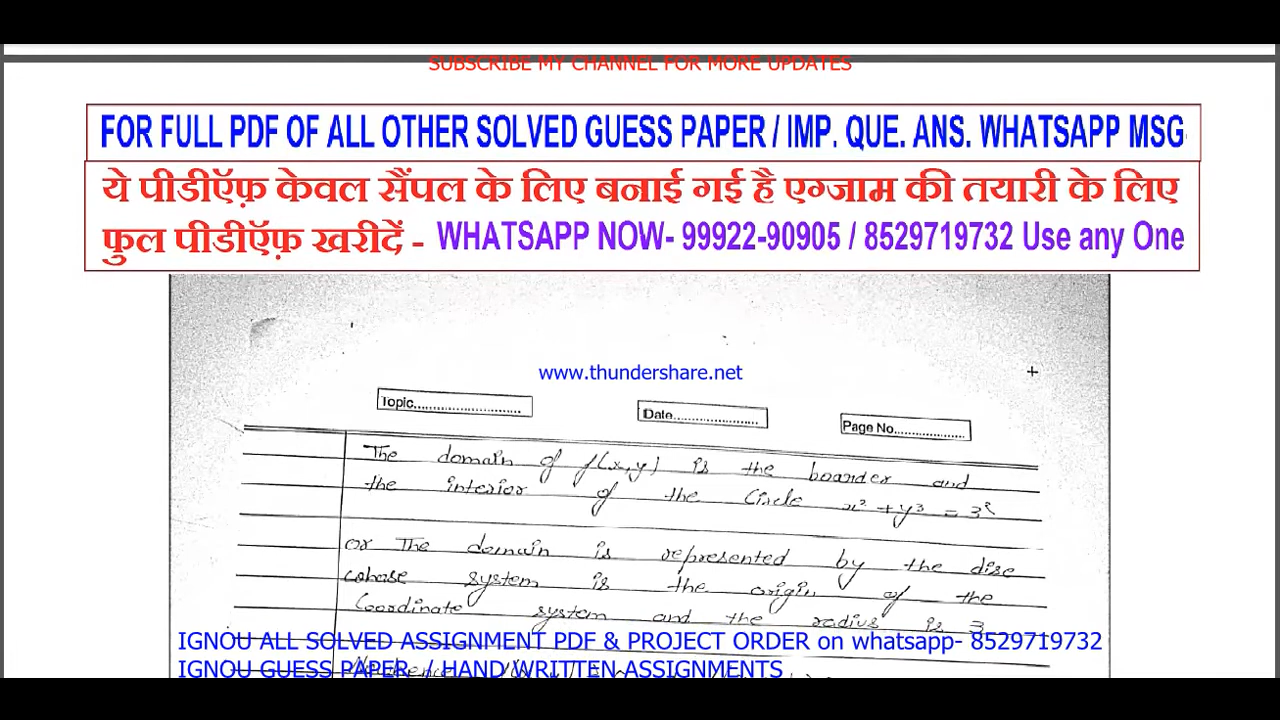 SUBSCRIBE MY CHANNEL FOR MORE UPDATES
FOR FULL PDF OF ALL OTHER SOLVED GUESS PAPER / IMP. QUE. ANS. WHATSAPP MSG
ये पीडीऍफ़ केवल सैंपल के लिए बनाई गई है एग्जाम की तयारी के लिए
फुल पीडीऍफ़ खरीदें - WHATSAPP NOW- 99922-90905 / 8529719732 Use any One
www.thundershare.net
Topic............................ Date...................... Page No....................
The domain of f(x,y) is the boarder and
the interior of the Circle x² + y³ = 3²
or The domain is represented by the disc
system is the origin of the
Coordinate system and the radius is 3
IGNOU ALL SOLVED ASSIGNMENT PDF & PROJECT ORDER on whatsapp- 8529719732
IGNOU GUESS PAPER / HAND WRITTEN ASSIGNMENTS